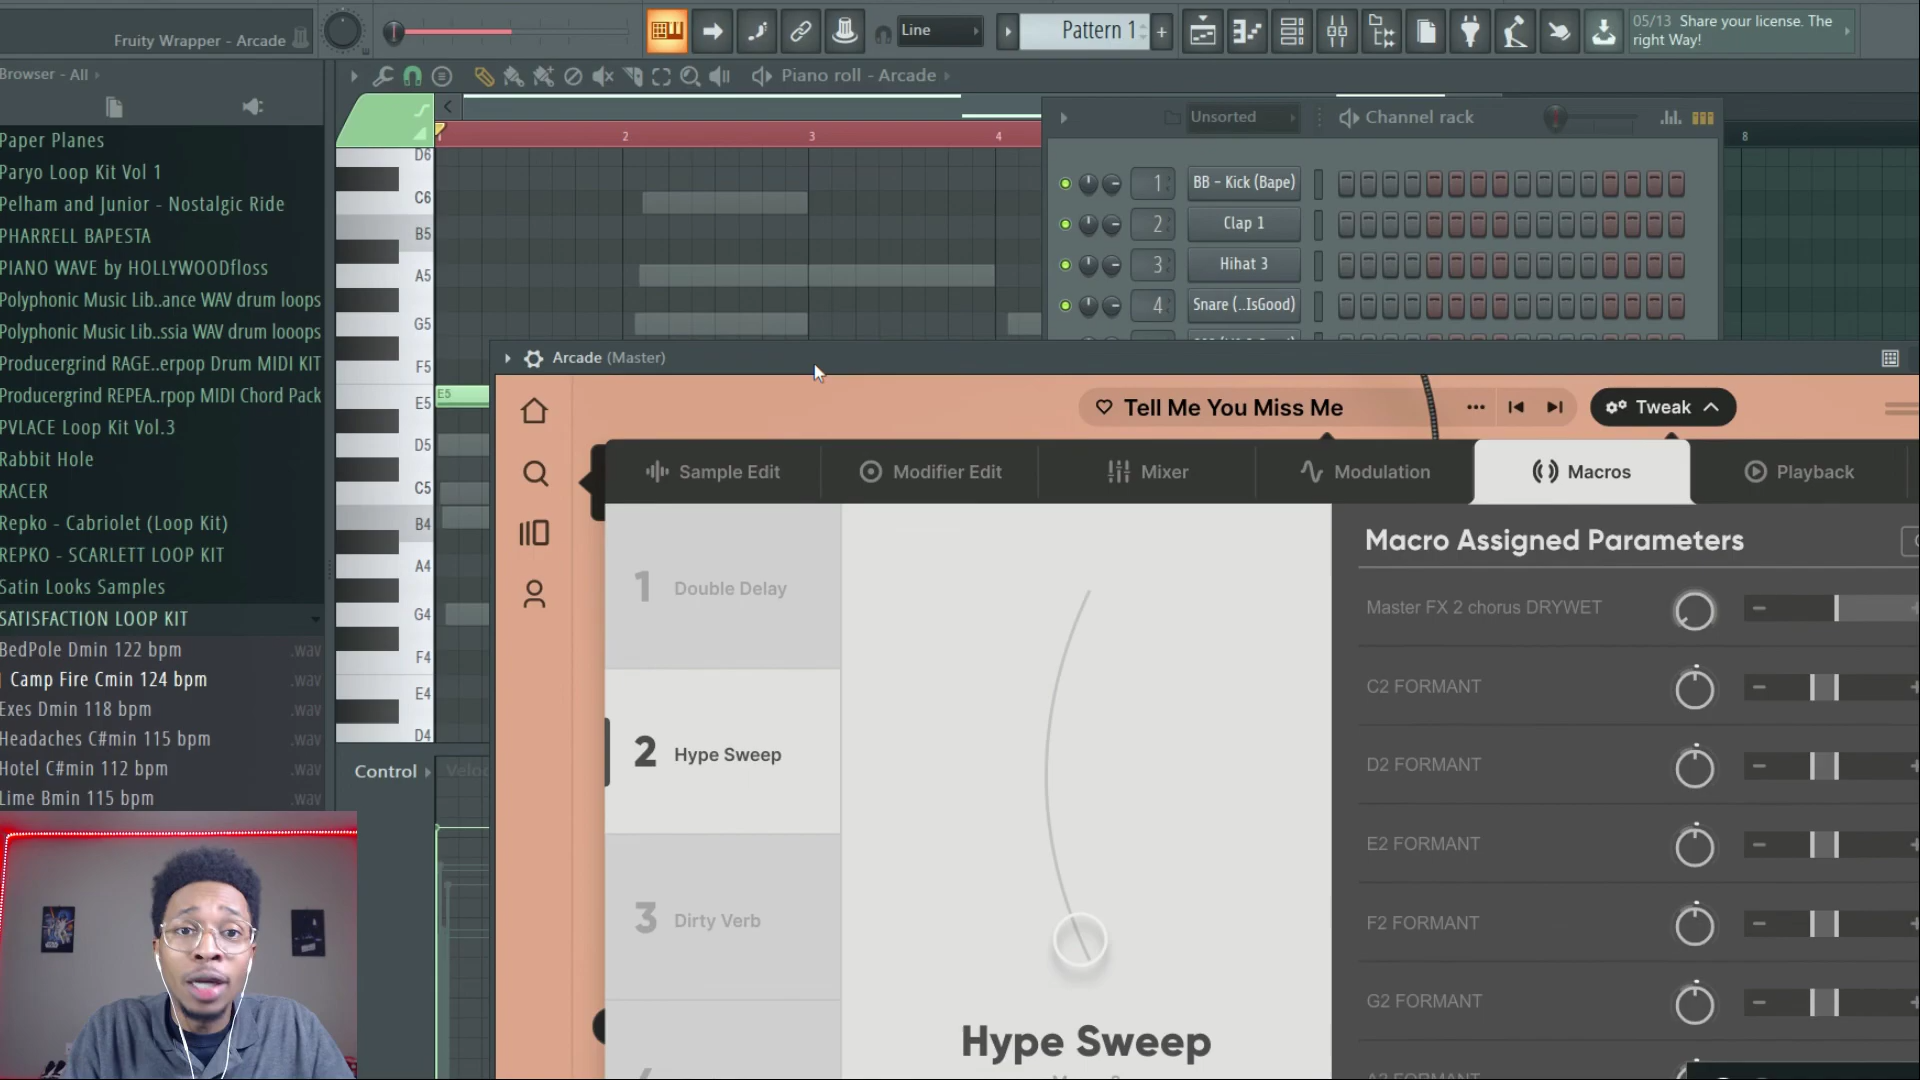 Fruity Wrapper - Arcade
Line
Pattern 1
05/13 Share your license. The
right Way!
Browser - All
Piano roll - Arcade
Unsorted
Channel rack
2
3
4
8
Paper Planes
Paryo Loop Kit Vol 1
Pelham and Junior - Nostalgic Ride
PHARRELL BAPESTA
PIANO WAVE by HOLLYWOODfloss
Polyphonic Music Lib..ance WAV drum loops
Polyphonic Music Lib..ssia WAV drum looops
Producergrind RAGE..erpop Drum MIDI KIT
Producergrind REPEA..rpop MIDI Chord Pack
PVLACE Loop Kit Vol.3
Rabbit Hole
RACER
Repko - Cabriolet (Loop Kit)
REPKO - SCARLETT LOOP KIT
Satin Looks Samples
SATISFACTION LOOP KIT
BedPole Dmin 122 bpm .wav
Camp Fire Cmin 124 bpm .wav
Exes Dmin 118 bpm .wav
Headaches C#min 115 bpm .wav
Hotel C#min 112 bpm .wav
Lime Bmin 115 bpm .wav
D6
C6
B5
A5
G5
F5
E5
D5
C5
B4
A4
G4
F4
E4
D4
E5
Control
Veloc
1 BB - Kick (Bape)
2 Clap 1
3 Hihat 3
4 Snare (..IsGood)
Arcade (Master)
Tell Me You Miss Me
Tweak
Sample Edit
Modifier Edit
Mixer
Modulation
Macros
Playback
1 Double Delay
2 Hype Sweep
3 Dirty Verb
Hype Sweep
Macro Assigned Parameters
Master FX 2 chorus DRYWET
C2 FORMANT
D2 FORMANT
E2 FORMANT
F2 FORMANT
G2 FORMANT